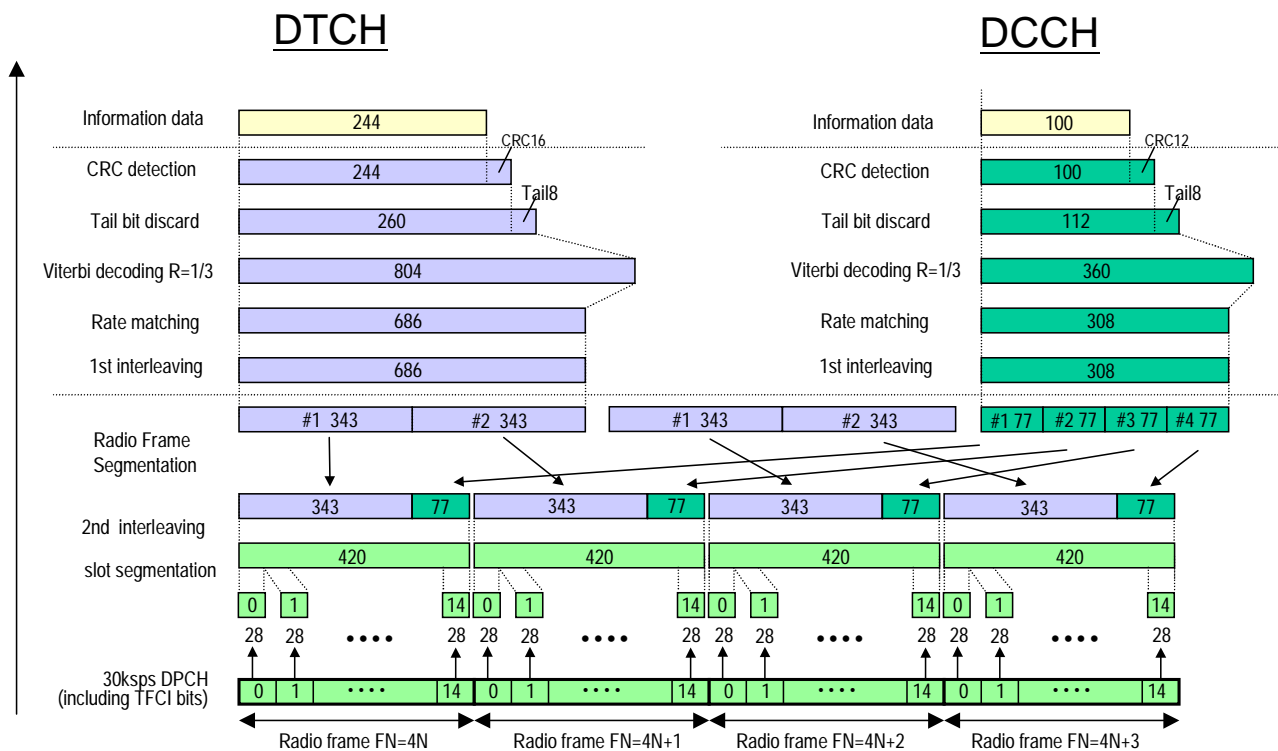 DTCH DCCH
Information data 244 Information data 100
CRC16 CRC12
CRC detection 244 CRC detection 100
Tail8 Tail8
Tail bit discard 260 Tail bit discard 112
Viterbi decoding R=1/3 804 Viterbi decoding R=1/3 360
Rate matching 686 Rate matching 308
1st interleaving 686 1st interleaving 308
#1 343 #2 343 #1 343 #2 343 #1 77 #2 77 #3 77 #4 77
Radio Frame
Segmentation
343 77 343 77 343 77 343 77
2nd interleaving
420 420 420 420
slot segmentation
0 1 14 0 1 14 0 1 14 0 1 14
28 28 •••• 28 28 28 •••• 28 28 28 •••• 28 28 28 •••• 28
30ksps DPCH
(including TFCI bits)
0 1 •••• 14 0 1 •••• 14 0 1 •••• 14 0 1 •••• 14
Radio frame FN=4N Radio frame FN=4N+1 Radio frame FN=4N+2 Radio frame FN=4N+3